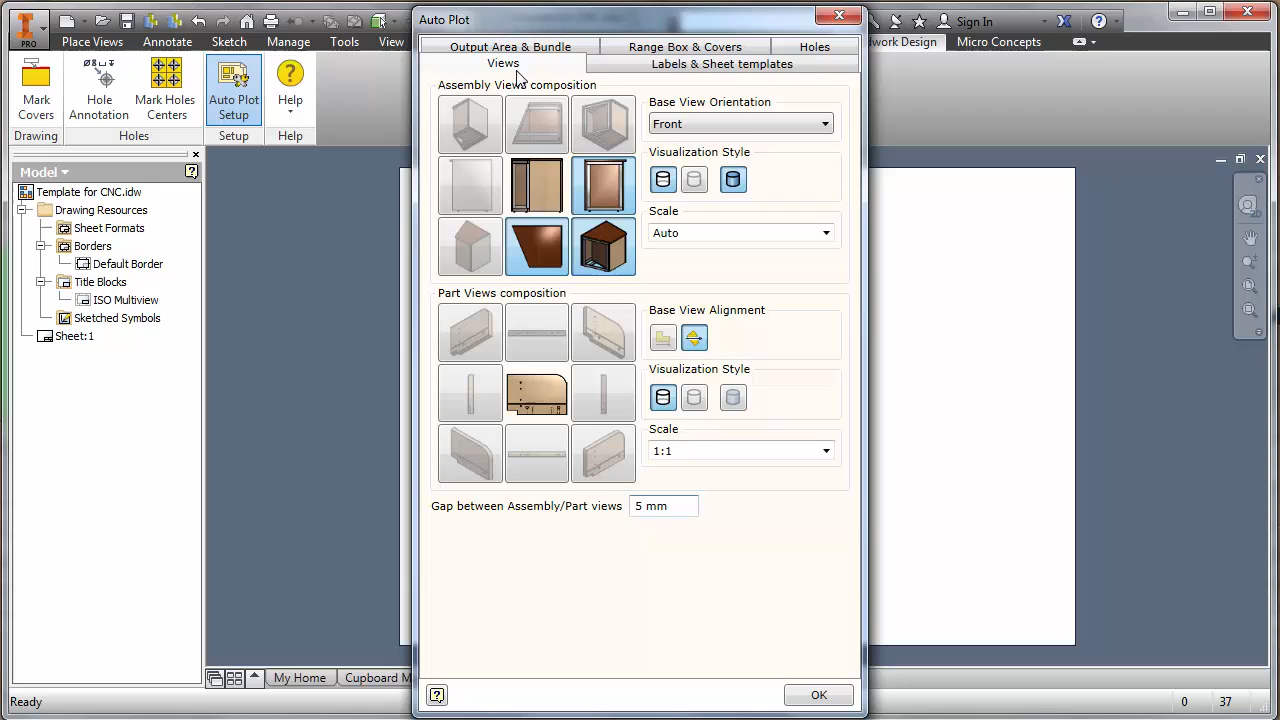 Auto Plot
Sign In
PRO
Place Views
Annotate
Sketch
Manage
Tools
View
Micro Concepts
Output Area & Bundle
Range Box & Covers
Holes
Views
Labels & Sheet templates
Mark Covers
Hole Annotation
Mark Holes Centers
Auto Plot Setup
Help
Drawing
Holes
Setup
Help
Model
Template for CNC.idw
Drawing Resources
Sheet Formats
Borders
Default Border
Title Blocks
ISO Multiview
Sketched Symbols
Sheet:1
Assembly Views composition
Base View Orientation
Front
Visualization Style
Scale
Auto
Part Views composition
Base View Alignment
Visualization Style
Scale
1:1
Gap between Assembly/Part views
5 mm
OK
My Home
Ready
0
37